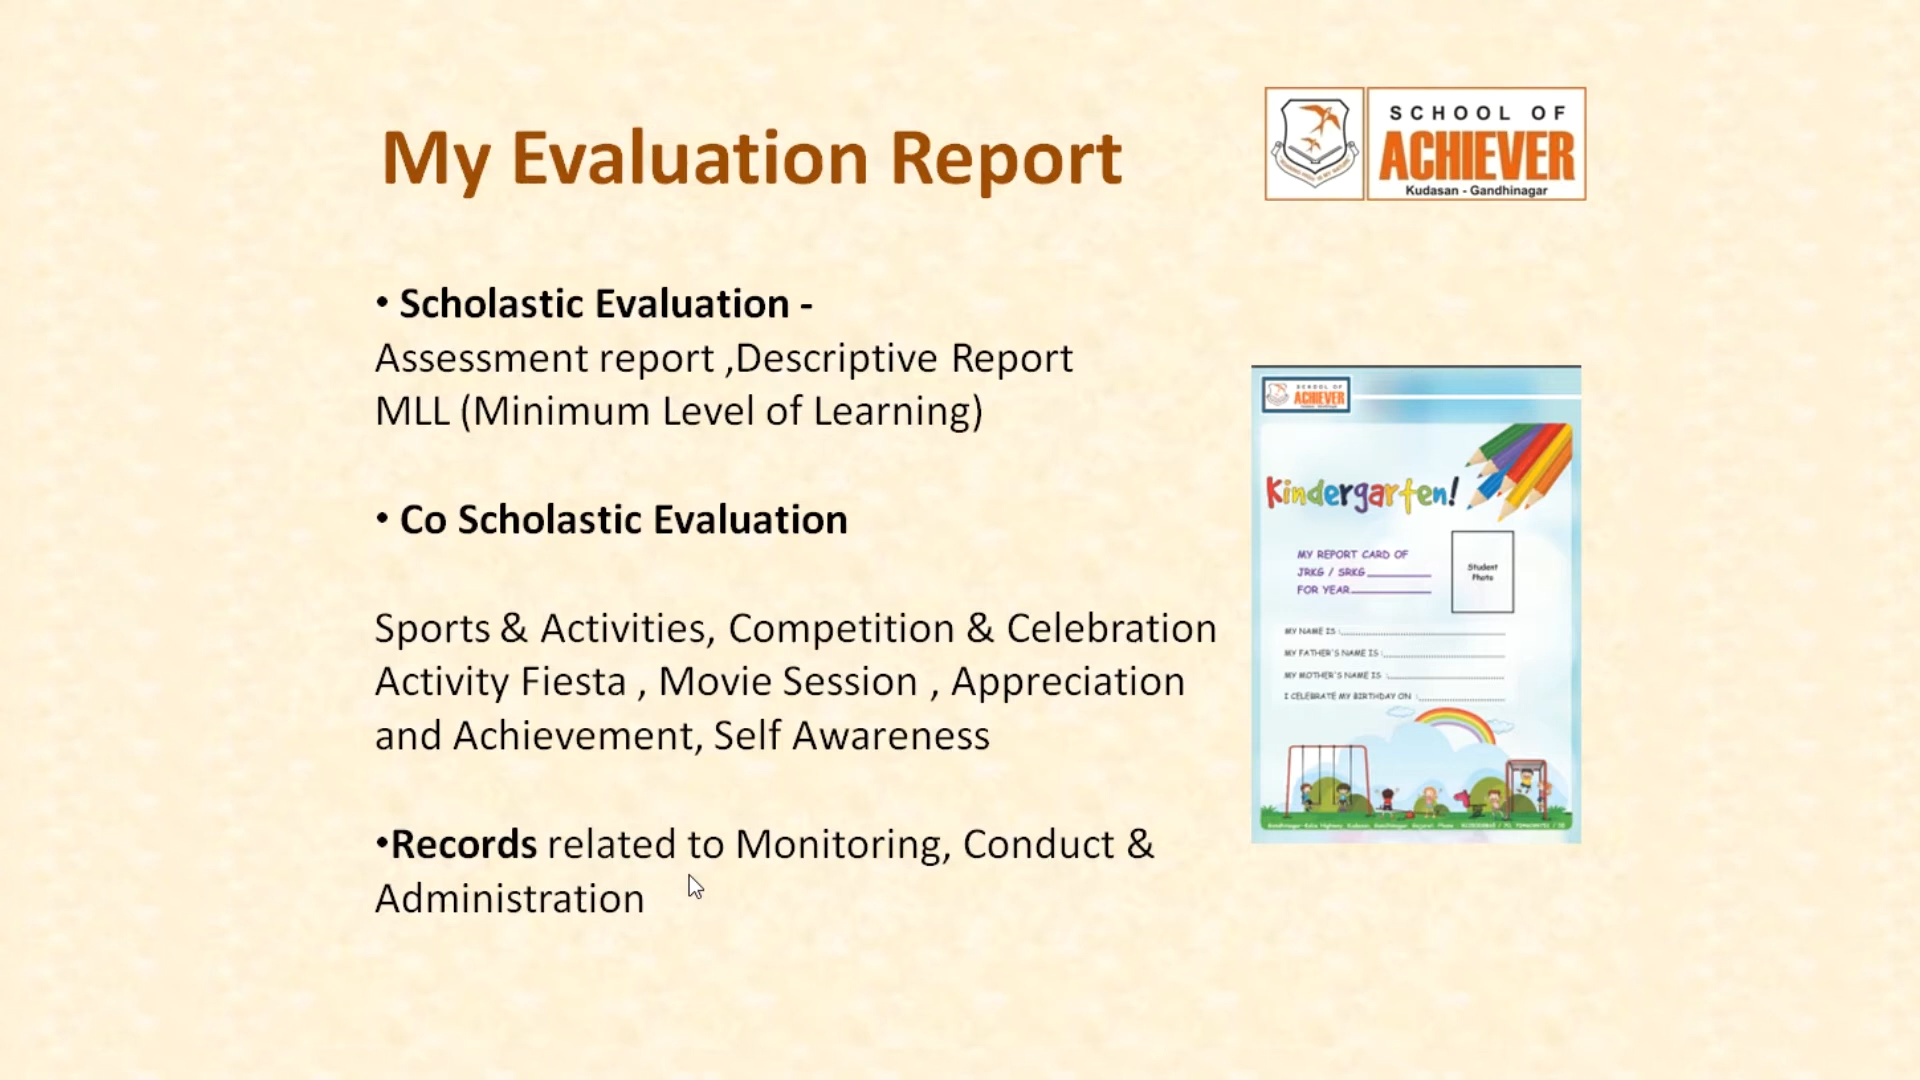 My Evaluation Report
SCHOOL OF
ACHIEVER
Kudasan - Gandhinagar
• Scholastic Evaluation -
Assessment report ,Descriptive Report
MLL (Minimum Level of Learning)
• Co Scholastic Evaluation
Sports & Activities, Competition & Celebration
Activity Fiesta , Movie Session , Appreciation
and Achievement, Self Awareness
•Records related to Monitoring, Conduct &
Administration
SCHOOL OF
ACHIEVER
Kindergarten!
MY REPORT CARD OF
JRKG / SRKG
FOR YEAR
Student
Photo
MY NAME IS :
MY FATHER'S NAME IS :
MY MOTHER'S NAME IS :
I CELEBRATE MY BIRTHDAY ON :